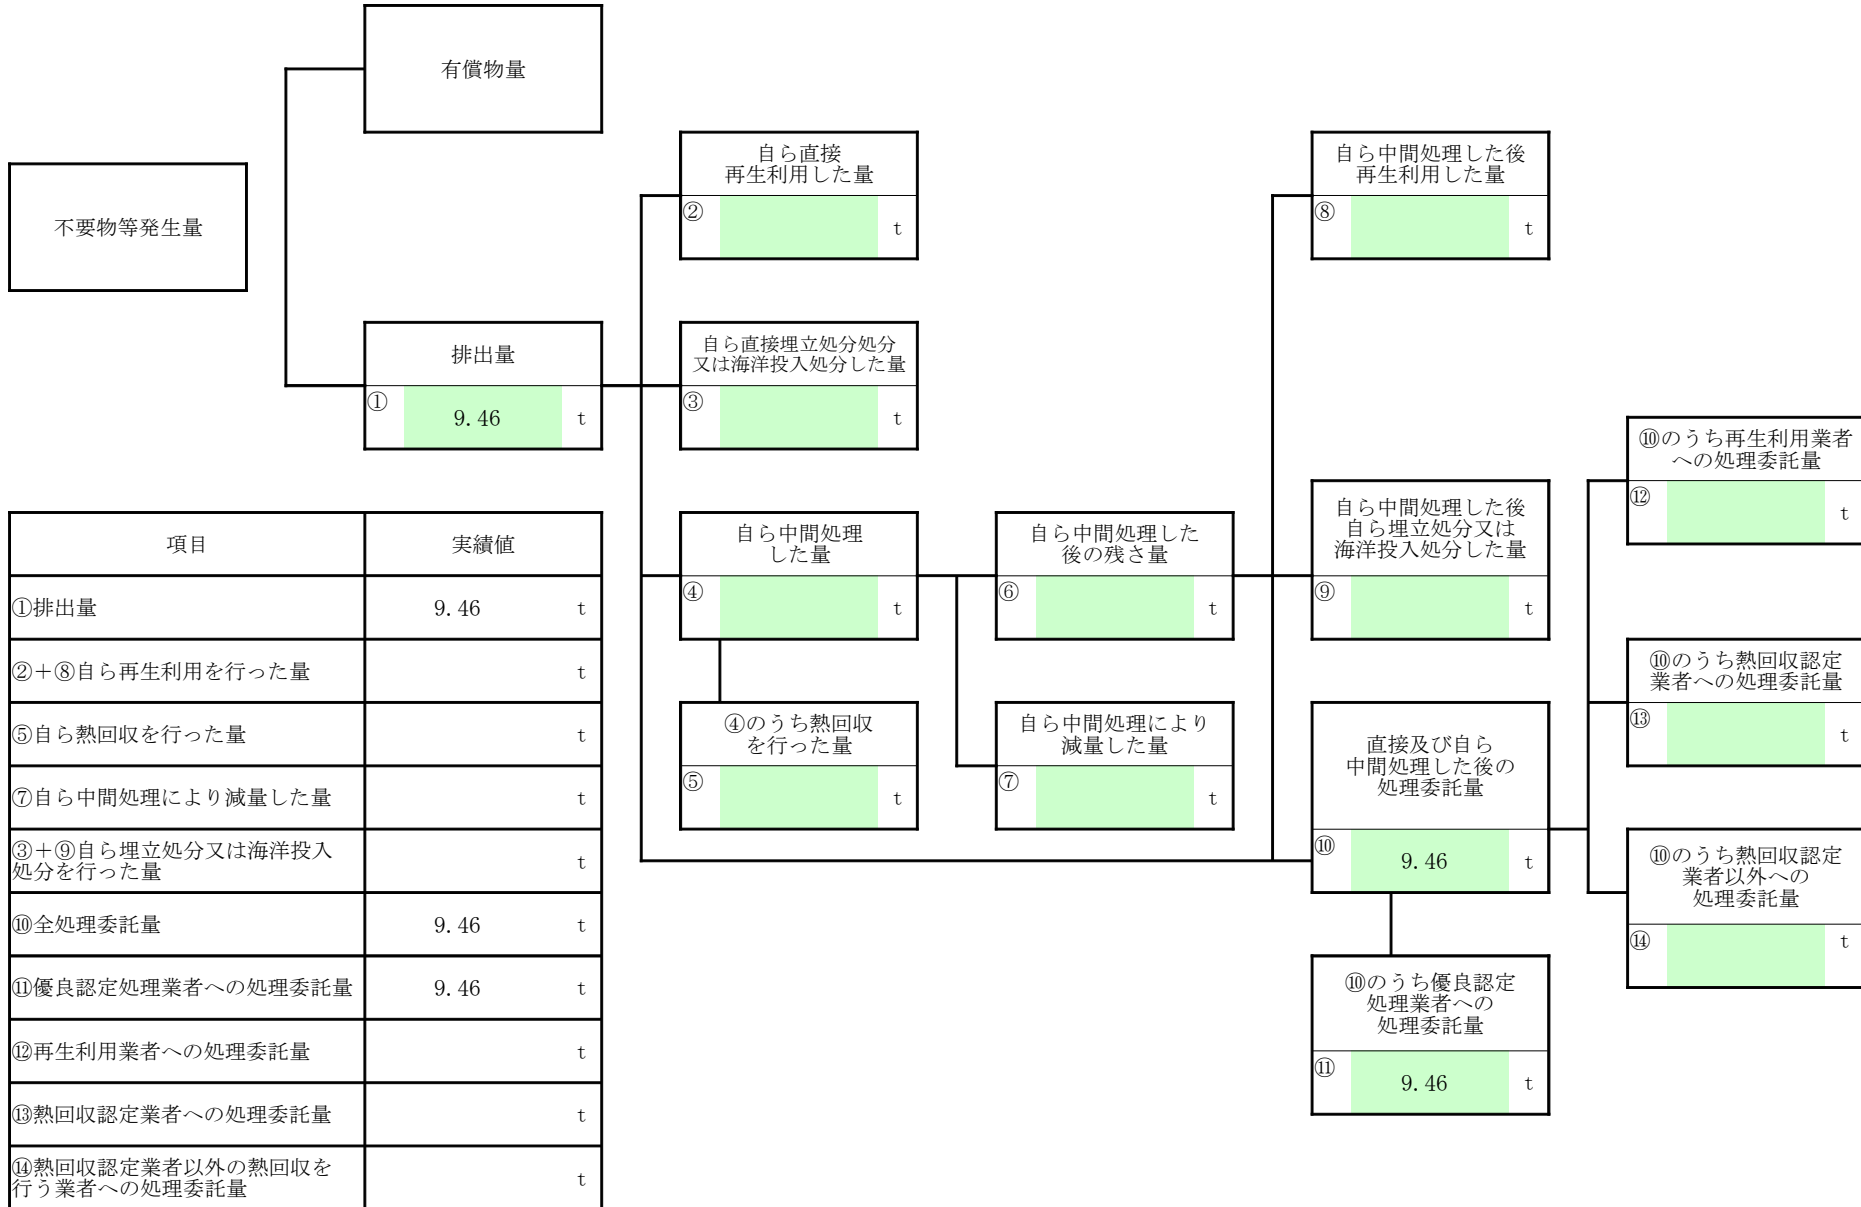 有償物量
不要物等発生量
排出量
①
9.46
t
自ら直接
再生利用した量
②
t
自ら直接埋立処分処分
又は海洋投入処分した量
③
t
自ら中間処理
した量
④
t
④のうち熱回収
を行った量
⑤
t
自ら中間処理した
後の残さ量
⑥
t
自ら中間処理により
減量した量
⑦
t
自ら中間処理した後
再生利用した量
⑧
t
自ら中間処理した後
自ら埋立処分又は
海洋投入処分した量
⑨
t
直接及び自ら
中間処理した後の
処理委託量
⑩
9.46
t
⑩のうち優良認定
処理業者への
処理委託量
⑪
9.46
t
⑩のうち再生利用業者
への処理委託量
⑫
t
⑩のうち熱回収認定
業者への処理委託量
⑬
t
⑩のうち熱回収認定
業者以外への
処理委託量
⑭
t
項目 実績値
①排出量 9.46 t
②+⑧自ら再生利用を行った量 t
⑤自ら熱回収を行った量 t
⑦自ら中間処理により減量した量 t
③+⑨自ら埋立処分又は海洋投入
処分を行った量 t
⑩全処理委託量 9.46 t
⑪優良認定処理業者への処理委託量 9.46 t
⑫再生利用業者への処理委託量 t
⑬熱回収認定業者への処理委託量 t
⑭熱回収認定業者以外の熱回収を
行う業者への処理委託量 t